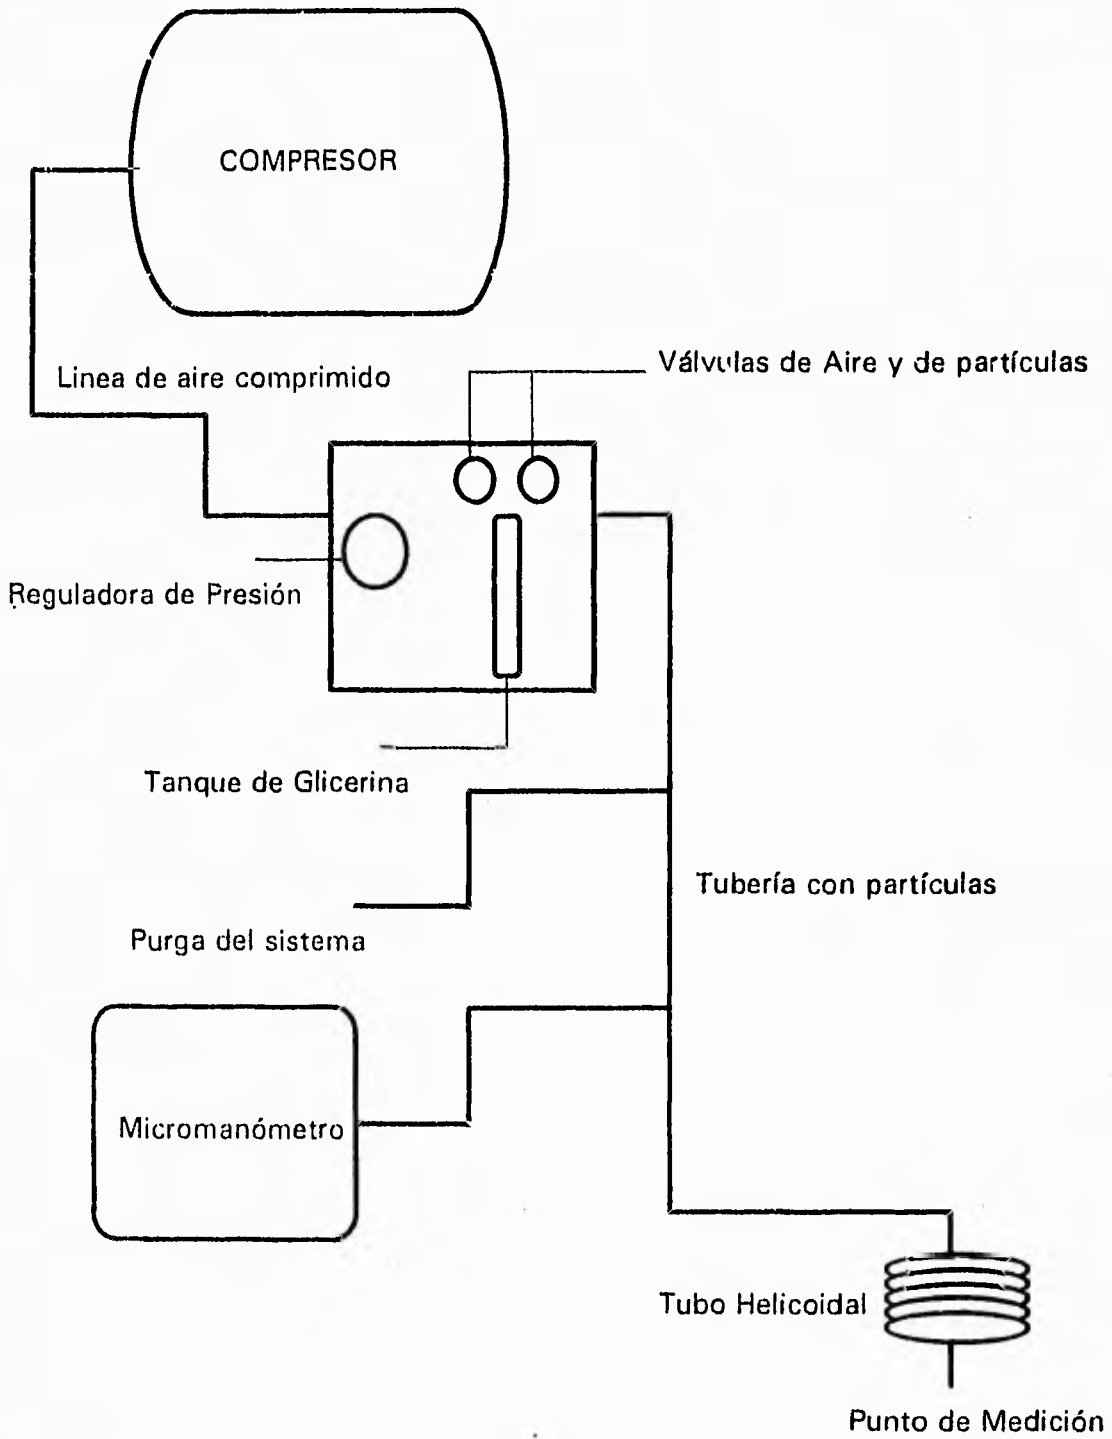 COMPRESOR
Linea de aire comprimido
Válvulas de Aire y de partículas
Reguladora de Presión
Tanque de Glicerina
Tubería con partículas
Purga del sistema
Micromanómetro
Tubo Helicoidal
Punto de Medición